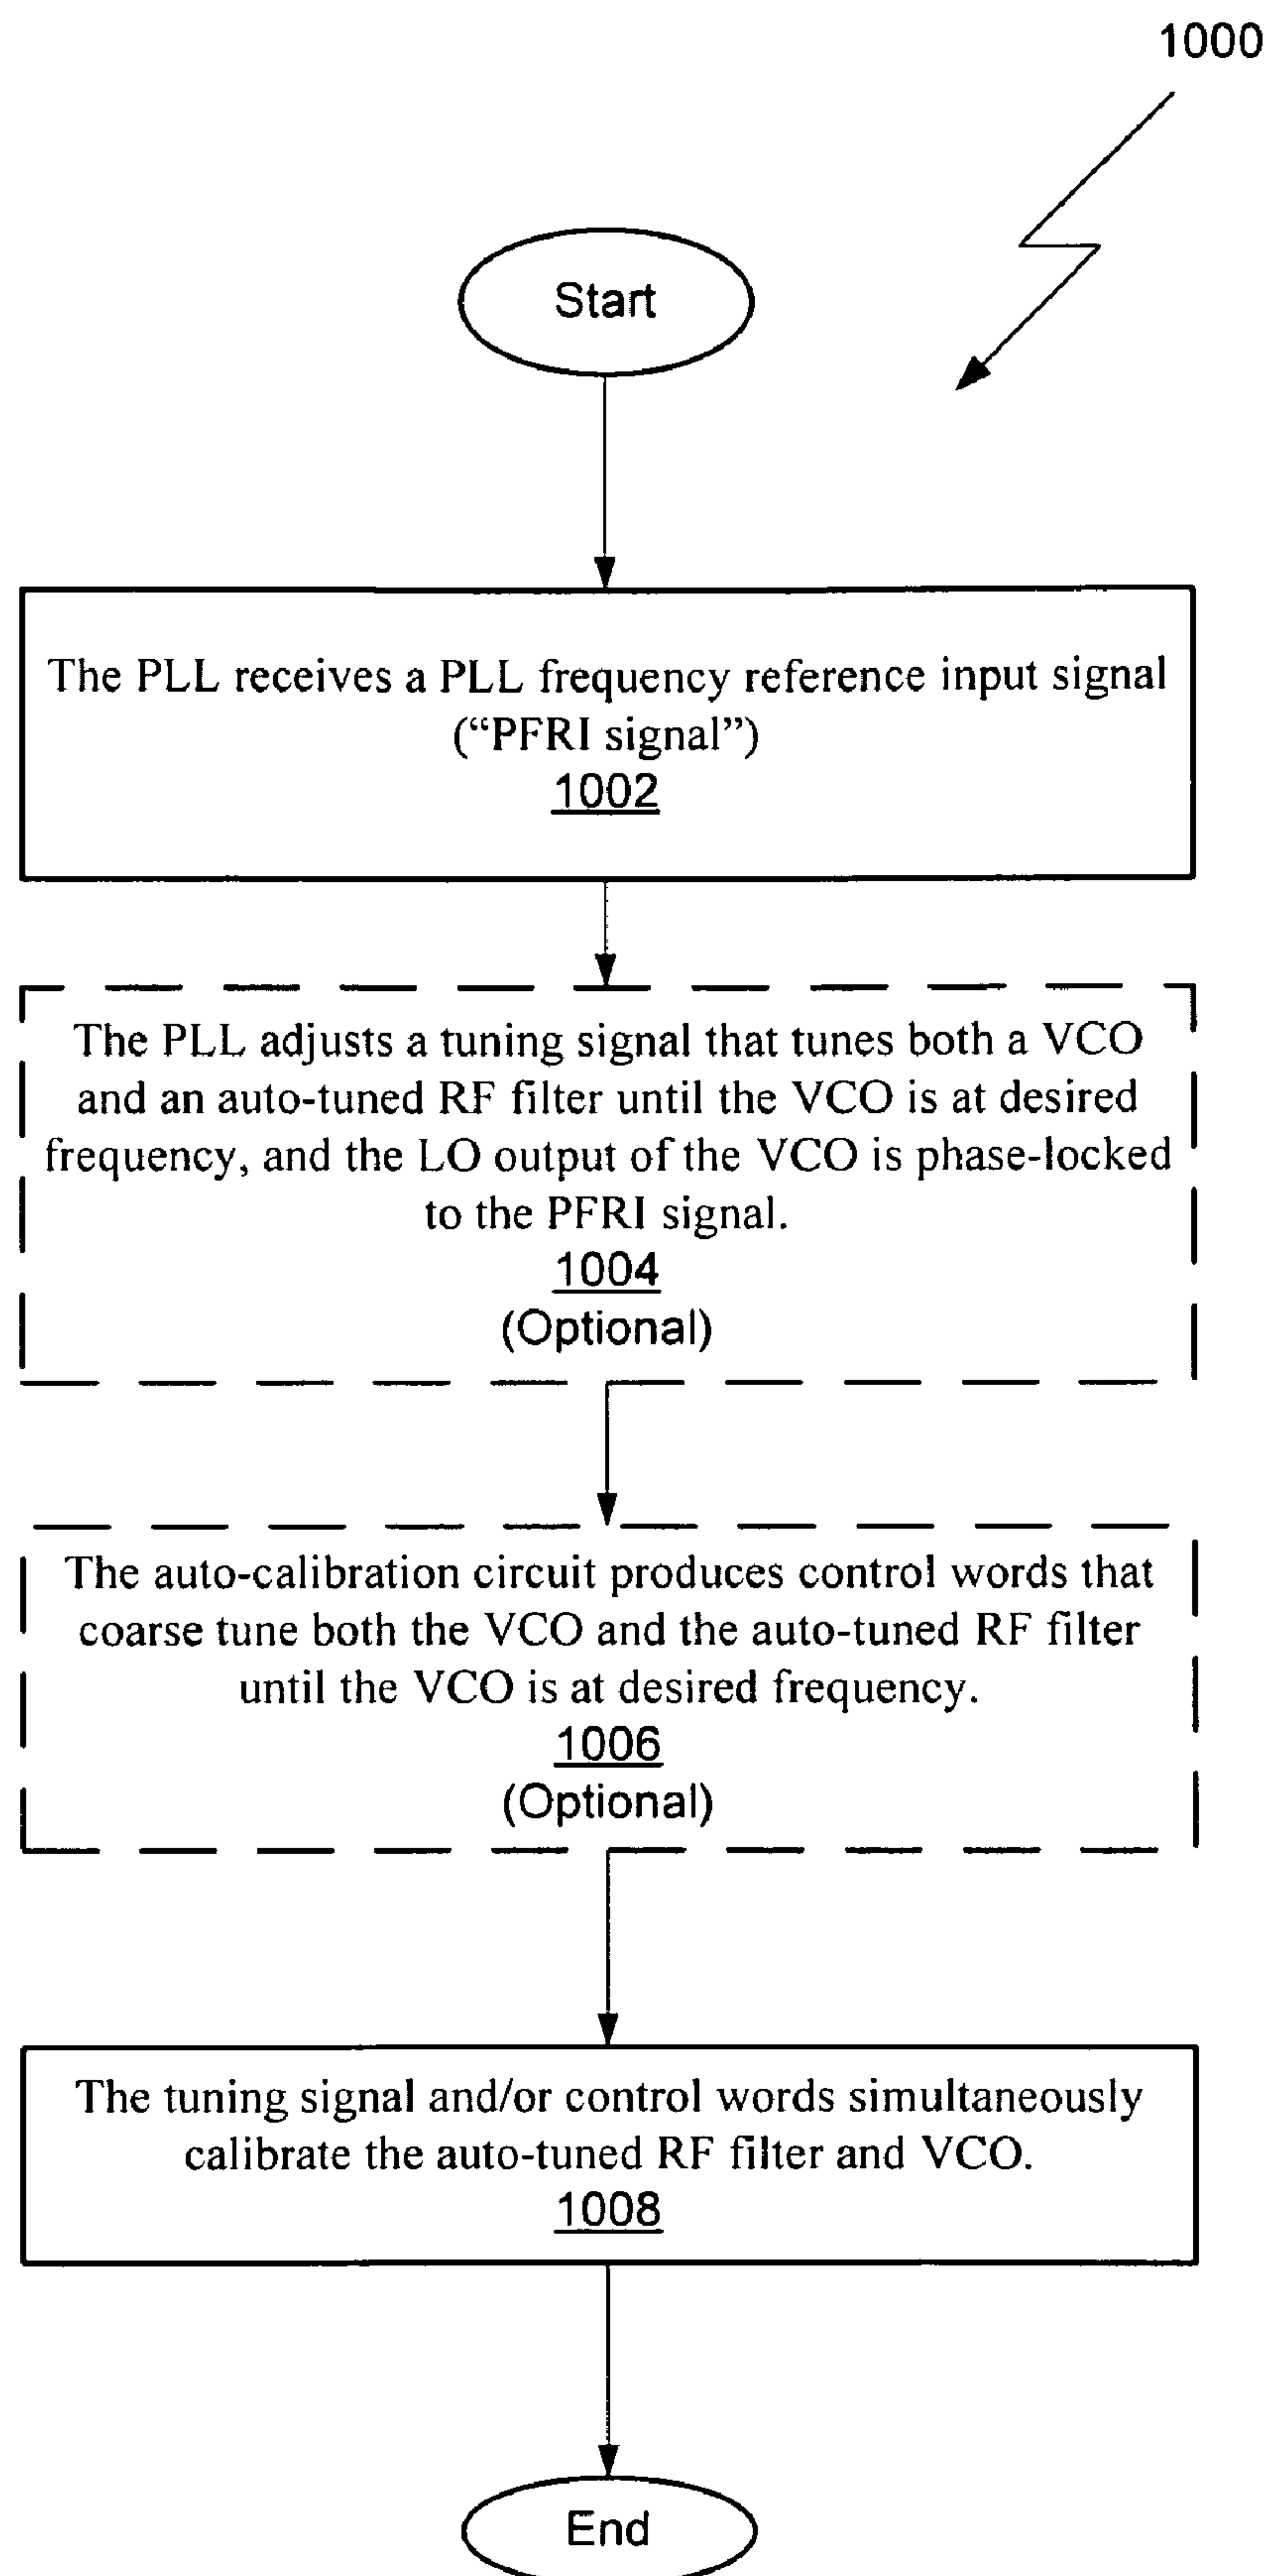 1000
Start
The PLL receives a PLL frequency reference input signal
(“PFRI signal”)
1002
The PLL adjusts a tuning signal that tunes both a VCO
and an auto-tuned RF filter until the VCO is at desired
frequency, and the LO output of the VCO is phase-locked
to the PFRI signal.
1004
(Optional)
The auto-calibration circuit produces control words that
coarse tune both the VCO and the auto-tuned RF filter
until the VCO is at desired frequency.
1006
(Optional)
The tuning signal and/or control words simultaneously
calibrate the auto-tuned RF filter and VCO.
1008
End